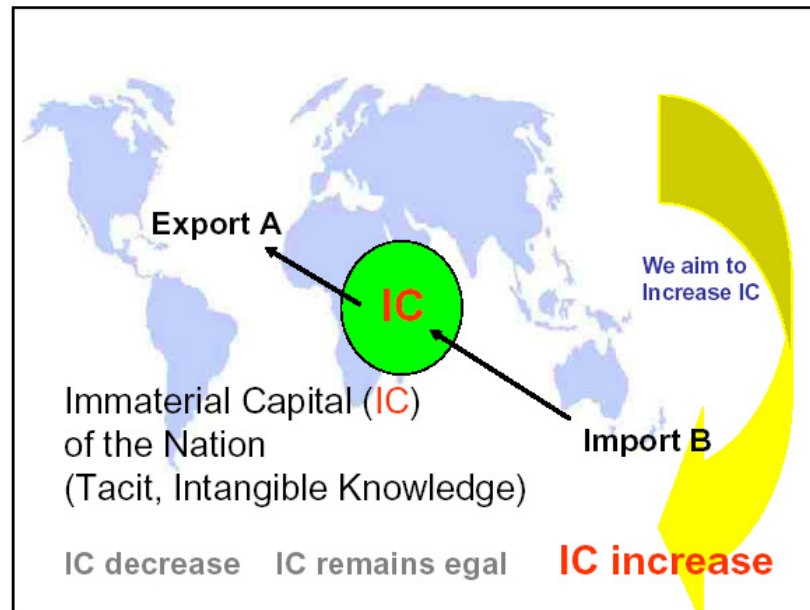 Export A
We aim to
Increase IC
IC
Immaterial Capital (IC)
of the Nation
Import B
(Tacit, Intangible Knowledge)
IC decrease IC remains egal IC increase